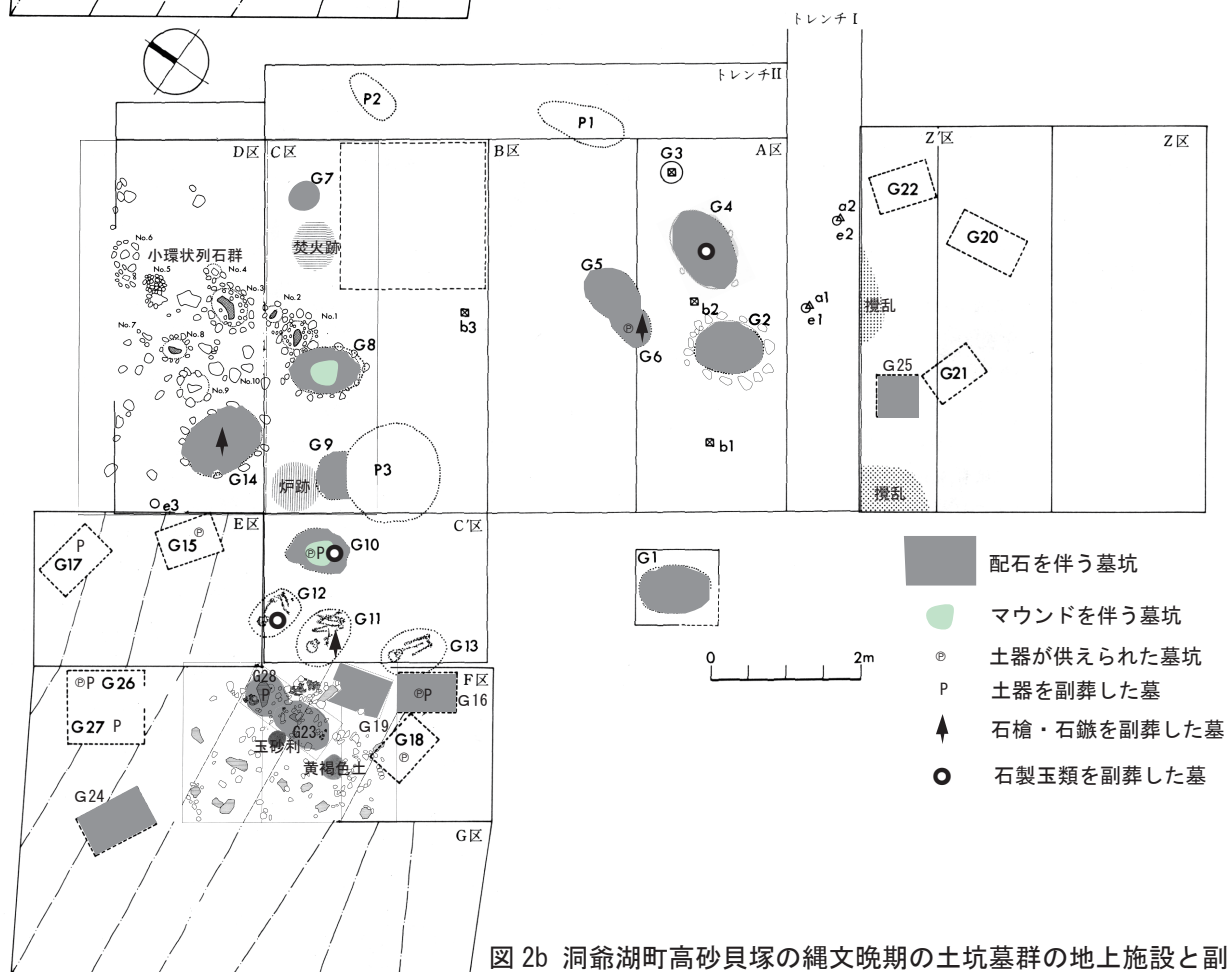 トレンチⅠ
トレンチⅡ
P2
P1
D区
C区
B区
A区
Z'区
Z区
G3
G7
G22
G4
a2
e2
G20
焚火跡
No.6
小環状列石群
No.5
No.4
No.3
No.2
No.1
G5
b2
a1
e1
攪乱
b3
G2
G6
No.7
No.8
G8
G21
G25
No.10
No.9
b1
G9
P3
G14
炉跡
攪乱
e3
E区
C'区
P
G15
G17
G10
ⓟP
G1
配石を伴う墓坑
G12
G11
マウンドを伴う墓坑
G13
0 2m
ⓟ 土器が供えられた墓坑
F区
G28
ⓟP G26
P
ⓟP
G16
P 土器を副葬した墓
G27 P
G23
G19
G18
石槍・石鏃を副葬した墓
玉砂利
黄褐色土
ⓟ
石製玉類を副葬した墓
G24
G区
図 2b 洞爺湖町高砂貝塚の縄文晩期の土坑墓群の地上施設と副